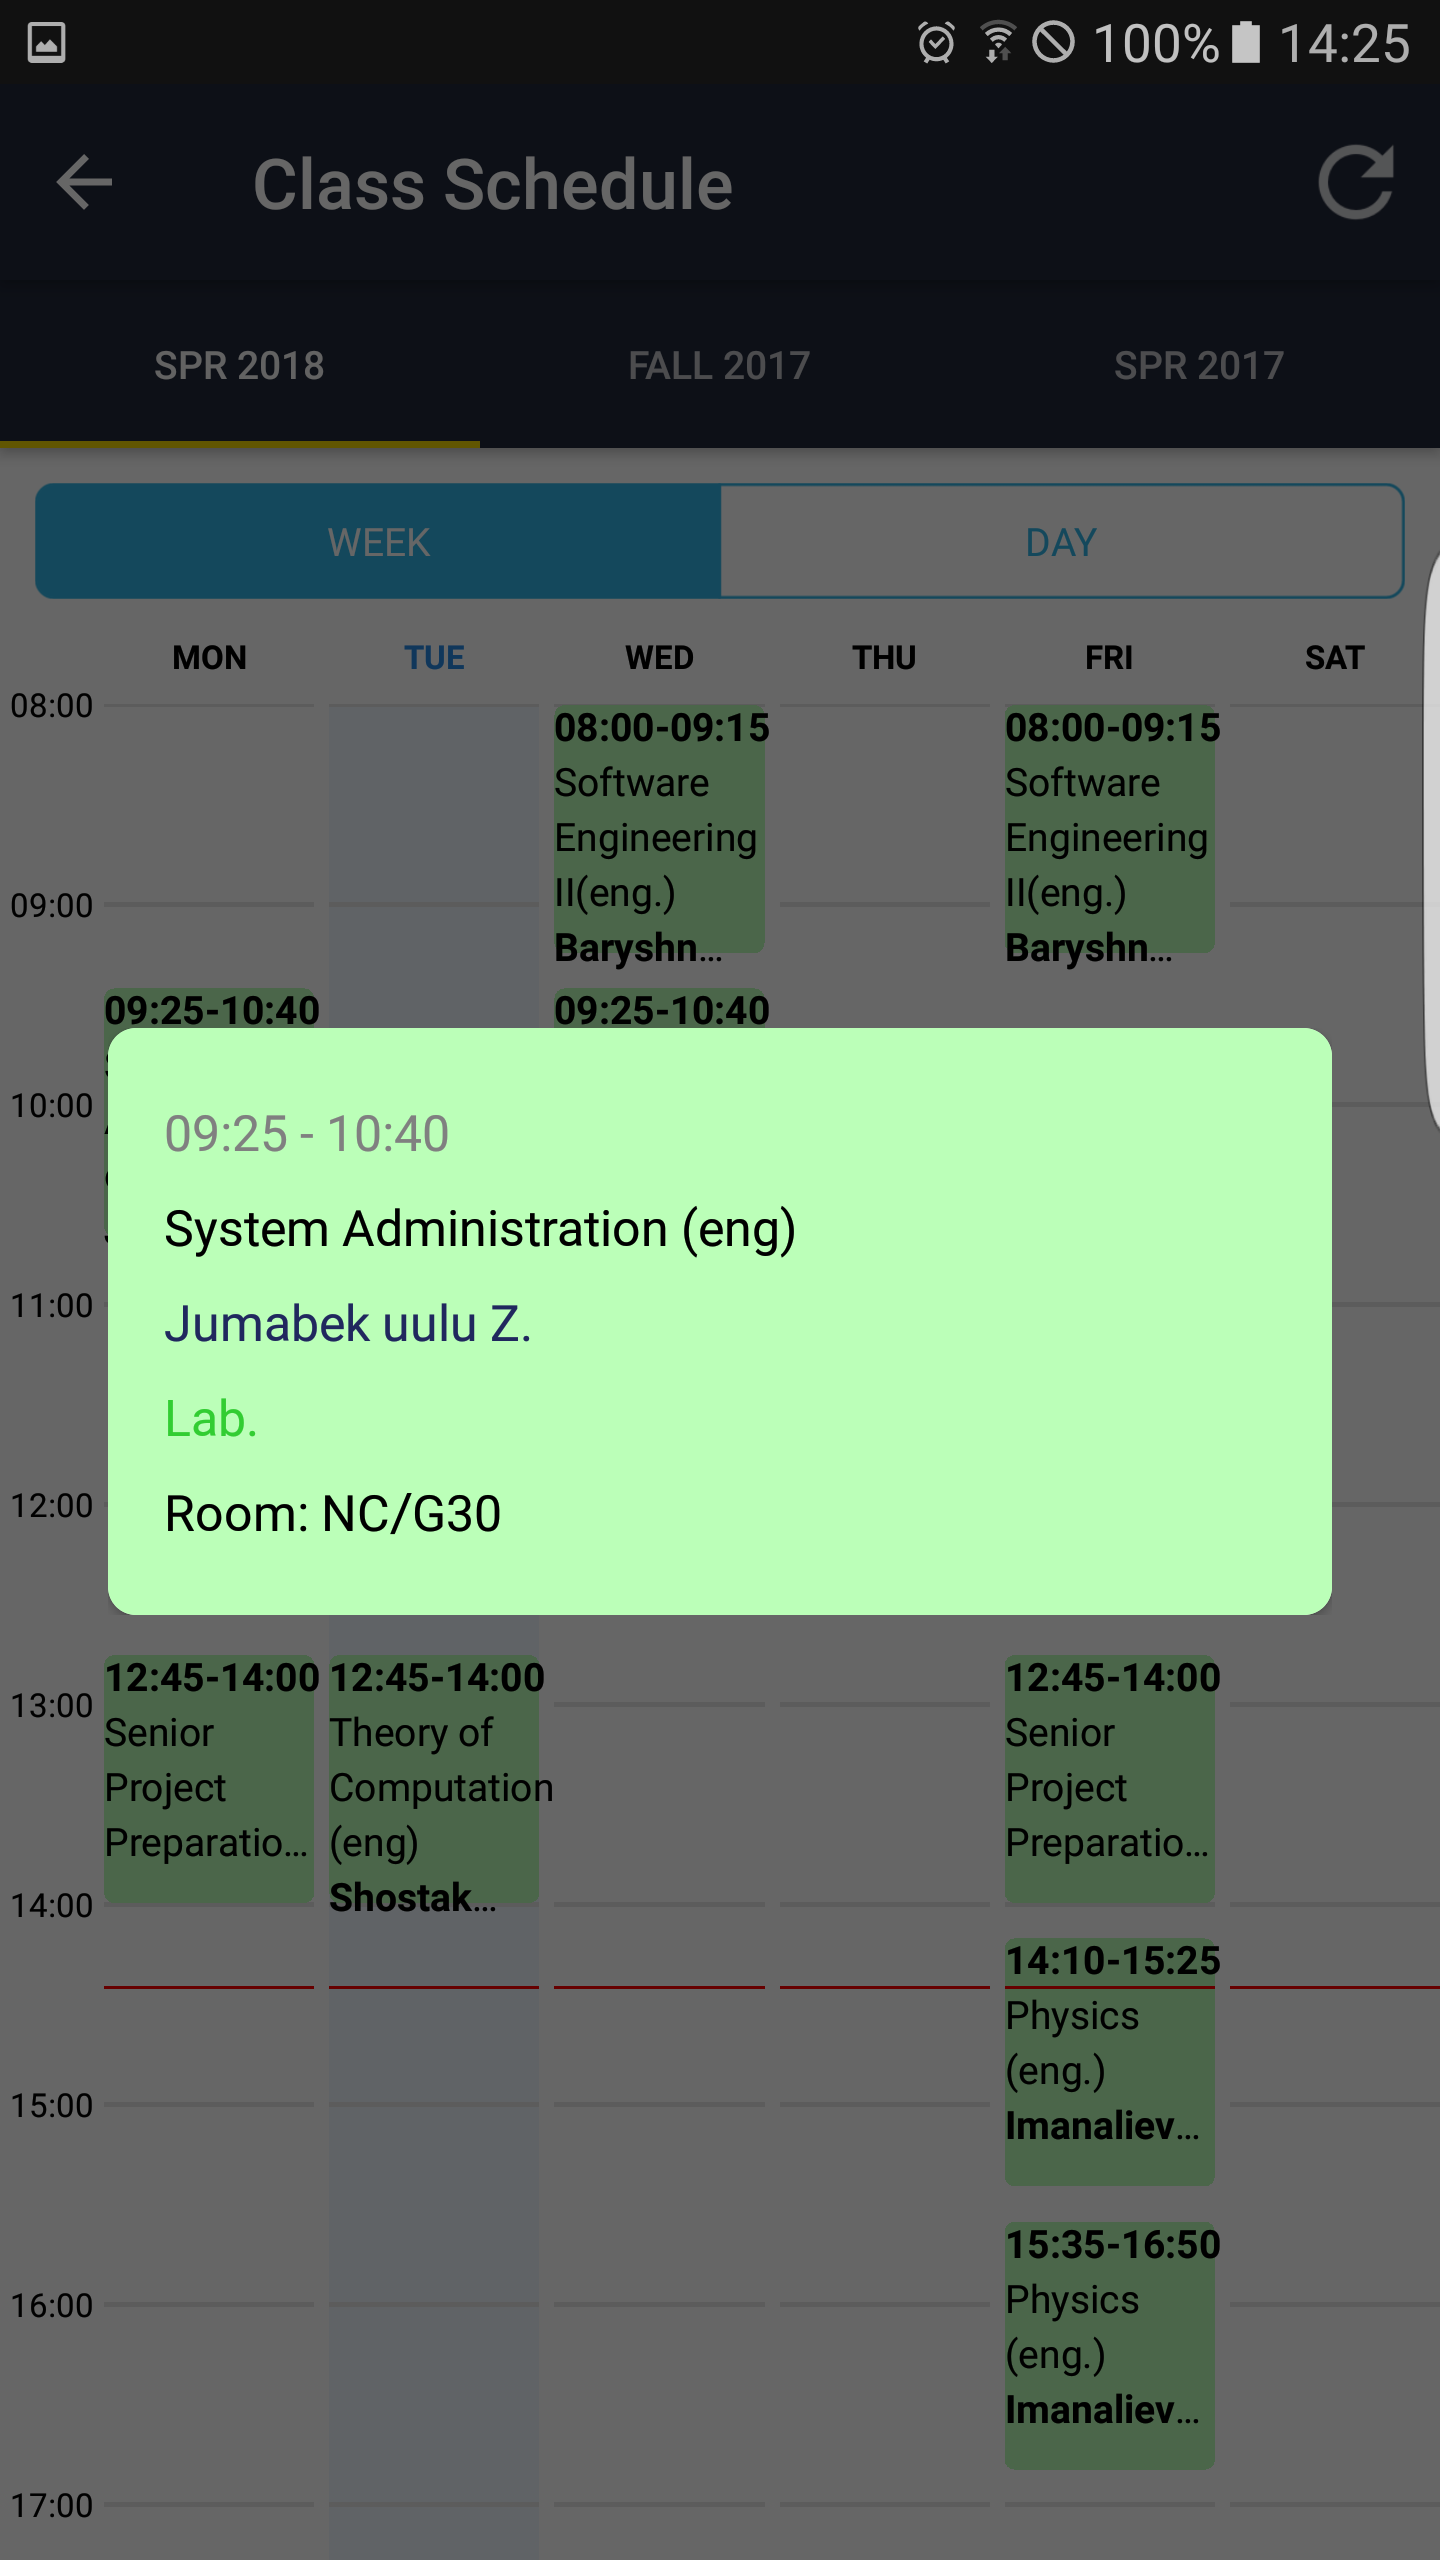 100% 14:25
Class Schedule
SPR 2018 FALL 2017 SPR 2017
WEEK DAY
MON TUE WED THU FRI SAT
08:00
09:00
10:00
11:00
12:00
13:00
14:00
15:00
16:00
17:00
08:00-09:15
Software
Engineering
II(eng.)
Baryshn...
08:00-09:15
Software
Engineering
II(eng.)
Baryshn...
09:25-10:40
09:25-10:40
09:25 - 10:40
System Administration (eng)
Jumabek uulu Z.
Lab.
Room: NC/G30
12:45-14:00
Senior
Project
Preparatio...
12:45-14:00
Theory of
Computation
(eng)
Shostak...
12:45-14:00
Senior
Project
Preparatio...
14:10-15:25
Physics
(eng.)
Imanaliev...
15:35-16:50
Physics
(eng.)
Imanaliev...